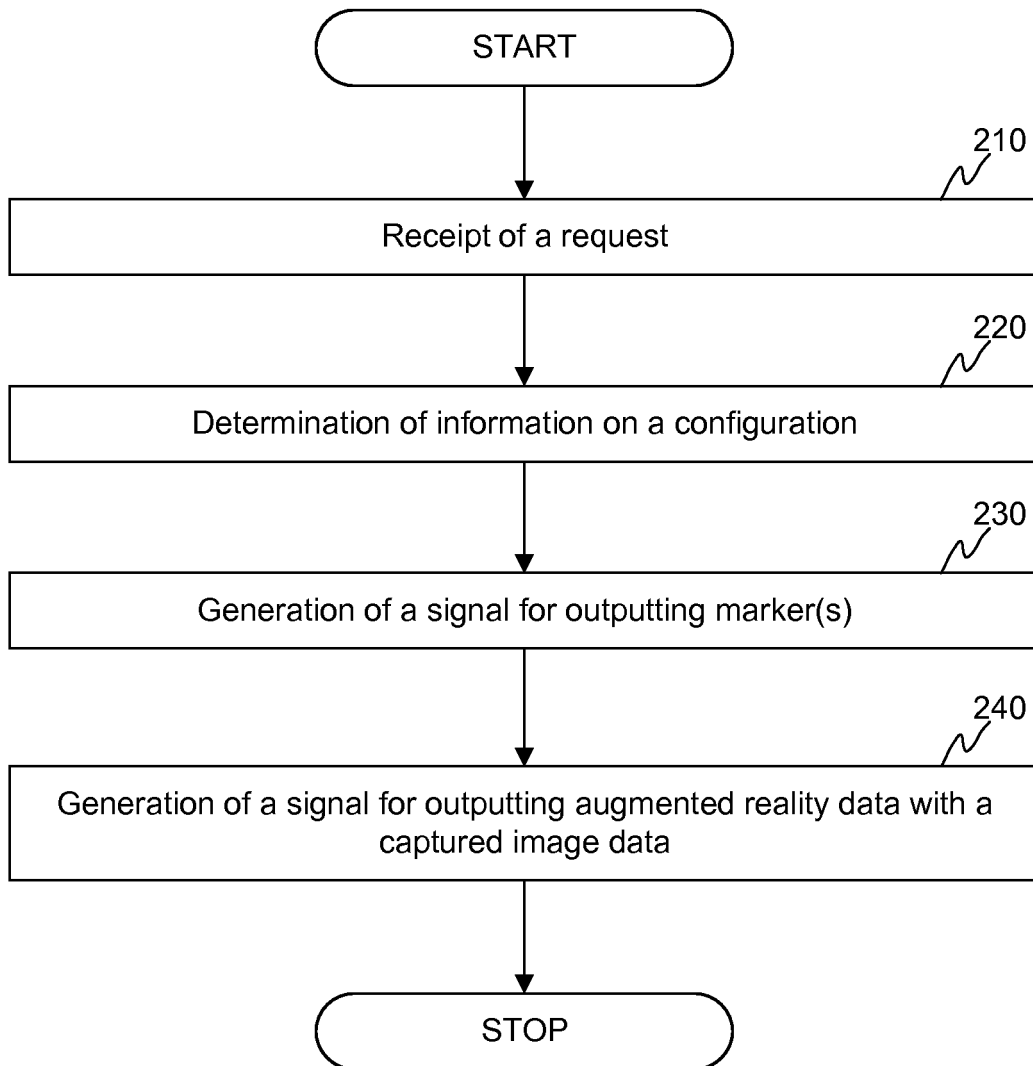 START
210
Receipt of a request
220
Determination of information on a configuration
230
Generation of a signal for outputting marker(s)
240
Generation of a signal for outputting augmented reality data with a
captured image data
STOP